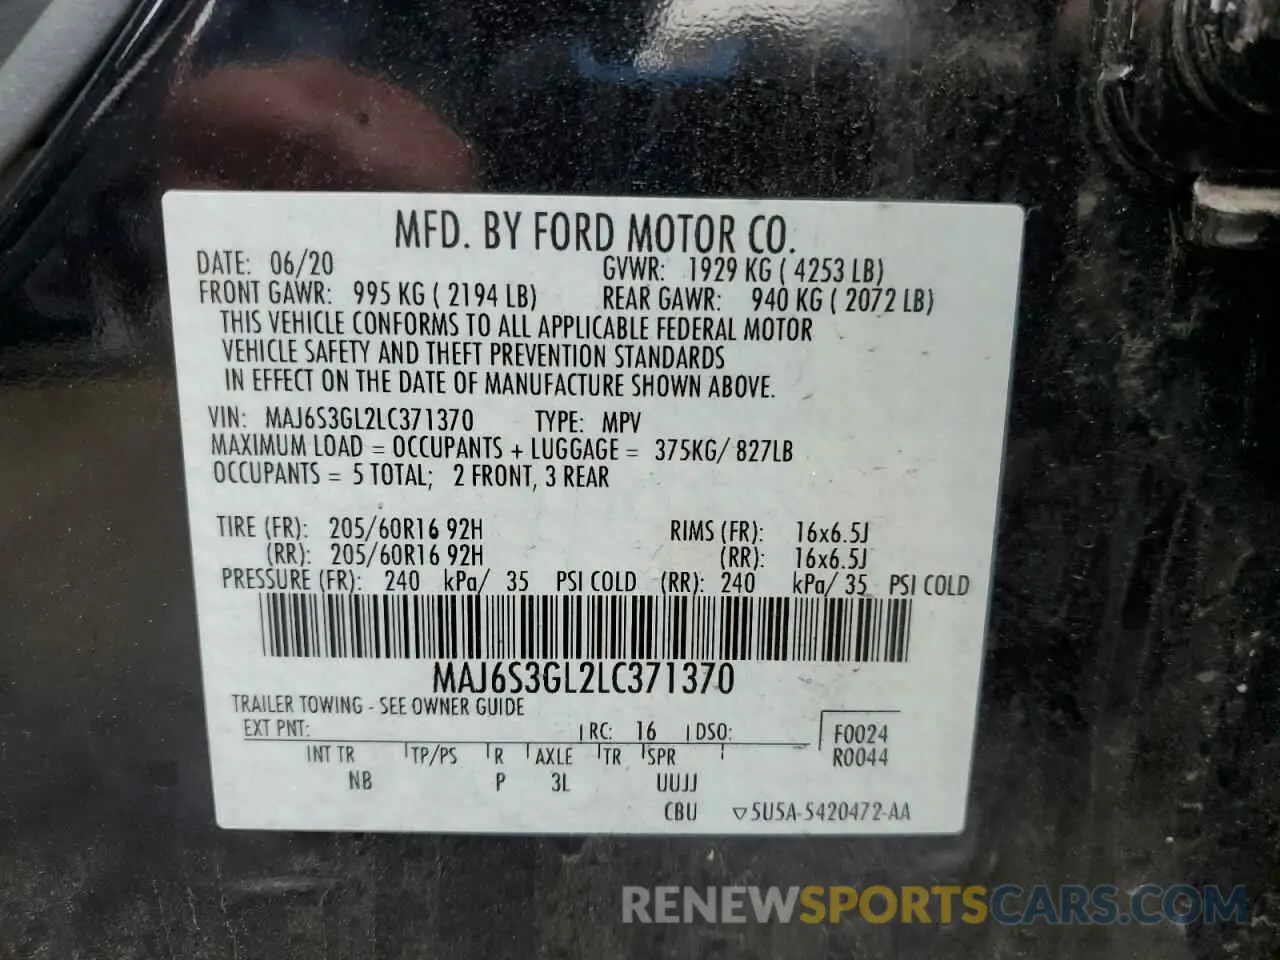 MFD. BY FORD MOTOR CO.
DATE: 06/20 GVWR: 1929 KG ( 4253 LB)
FRONT GAWR: 995 KG ( 2194 LB) REAR GAWR: 940 KG ( 2072 LB)
THIS VEHICLE CONFORMS TO ALL APPLICABLE FEDERAL MOTOR
VEHICLE SAFETY AND THEFT PREVENTION STANDARDS
IN EFFECT ON THE DATE OF MANUFACTURE SHOWN ABOVE.
VIN: MAJ6S3GL2LC371370 TYPE: MPV
MAXIMUM LOAD = OCCUPANTS + LUGGAGE = 375KG/ 827LB
OCCUPANTS = 5 TOTAL; 2 FRONT, 3 REAR
TIRE (FR): 205/60R16 92H RIMS (FR): 16x6.5J
(RR): 205/60R16 92H (RR): 16x6.5J
PRESSURE (FR): 240 kPa/ 35 PSI COLD (RR): 240 kPa/ 35 PSI COLD
MAJ6S3GL2LC371370
TRAILER TOWING - SEE OWNER GUIDE
EXT PNT: RC: 16 DSO: F0024
INT TR TP/PS R AXLE TR SPR R0044
NB P 3L UUJJ
CBU ▽5U5A-5420472-AA
RENEWSPORTSCARS.COM